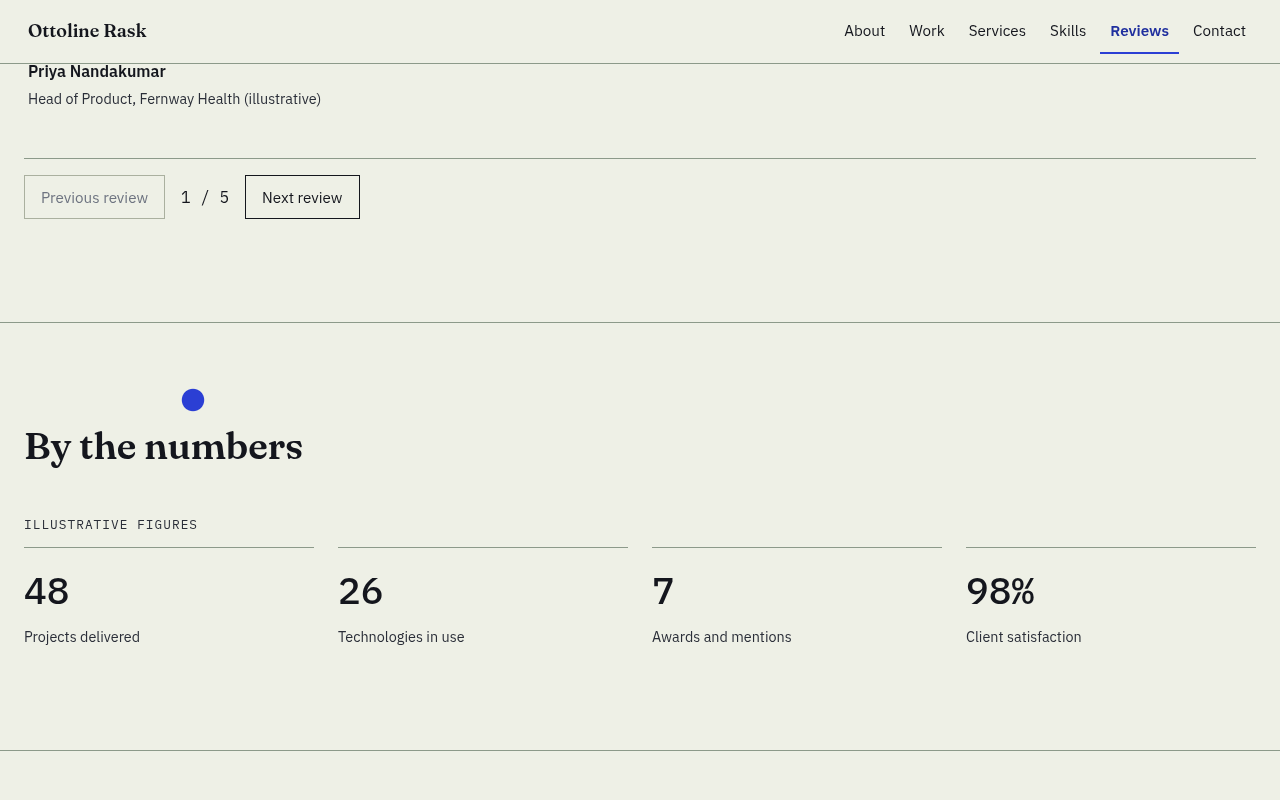 Ottoline Rask
About Work Services Skills Reviews Contact
Priya Nandakumar
Head of Product, Fernway Health (illustrative)
Previous review 1 / 5 Next review
By the numbers
ILLUSTRATIVE FIGURES
48 26 7 98%
Projects delivered Technologies in use Awards and mentions Client satisfaction